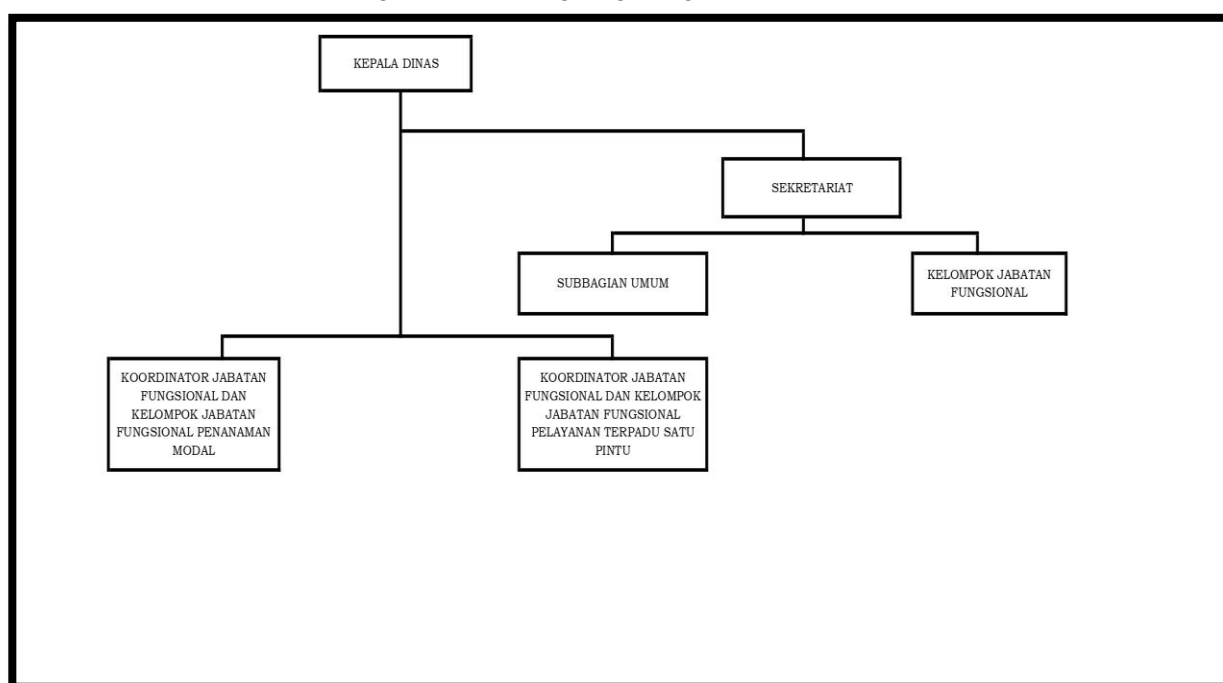 KEPALA DINAS
SEKRETARIAT
SUBBAGIAN UMUM
KELOMPOK JABATAN
FUNGSIONAL
KOORDINATOR JABATAN
FUNGSIONAL DAN
KELOMPOK JABATAN
FUNGSIONAL PENANAMAN
MODAL
KOORDINATOR JABATAN
FUNGSIONAL DAN KELOMPOK
JABATAN FUNGSIONAL
PELAYANAN TERPADU SATU
PINTU